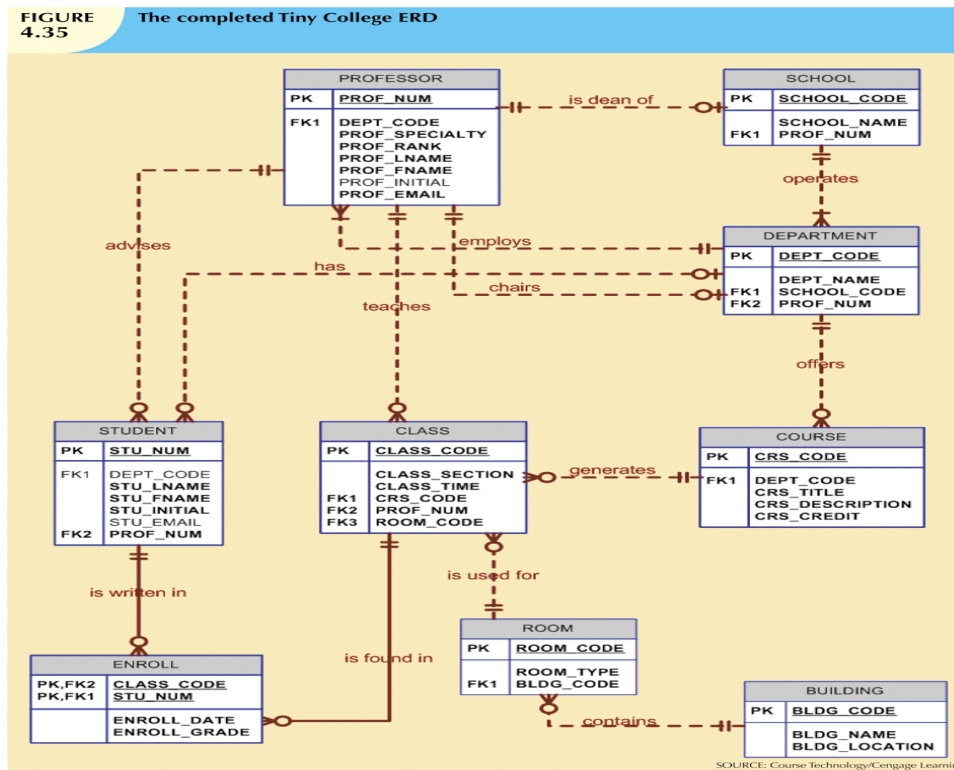 FIGURE
4.35
The completed Tiny College ERD
PROFESSOR
PK PROF_NUM
FK1 DEPT_CODE
PROF_SPECIALTY
PROF_RANK
PROF_LNAME
PROF_FNAME
PROF_INITIAL
PROF_EMAIL
is dean of
SCHOOL
PK SCHOOL_CODE
SCHOOL_NAME
FK1 PROF_NUM
operates
advises
employs
has
chairs
teaches
DEPARTMENT
PK DEPT_CODE
DEPT_NAME
FK1 SCHOOL_CODE
FK2 PROF_NUM
offers
STUDENT
PK STU_NUM
FK1 DEPT_CODE
STU_LNAME
STU_FNAME
STU_INITIAL
STU_EMAIL
FK2 PROF_NUM
CLASS
PK CLASS_CODE
CLASS_SECTION
CLASS_TIME
FK1 CRS_CODE
FK2 PROF_NUM
FK3 ROOM_CODE
generates
COURSE
PK CRS_CODE
FK1 DEPT_CODE
CRS_TITLE
CRS_DESCRIPTION
CRS_CREDIT
is written in
is used for
is found in
ENROLL
PK,FK2 CLASS_CODE
PK,FK1 STU_NUM
ENROLL_DATE
ENROLL_GRADE
ROOM
PK ROOM_CODE
ROOM_TYPE
FK1 BLDG_CODE
contains
BUILDING
PK BLDG_CODE
BLDG_NAME
BLDG_LOCATION
SOURCE: Course Technology/Cengage Learnin